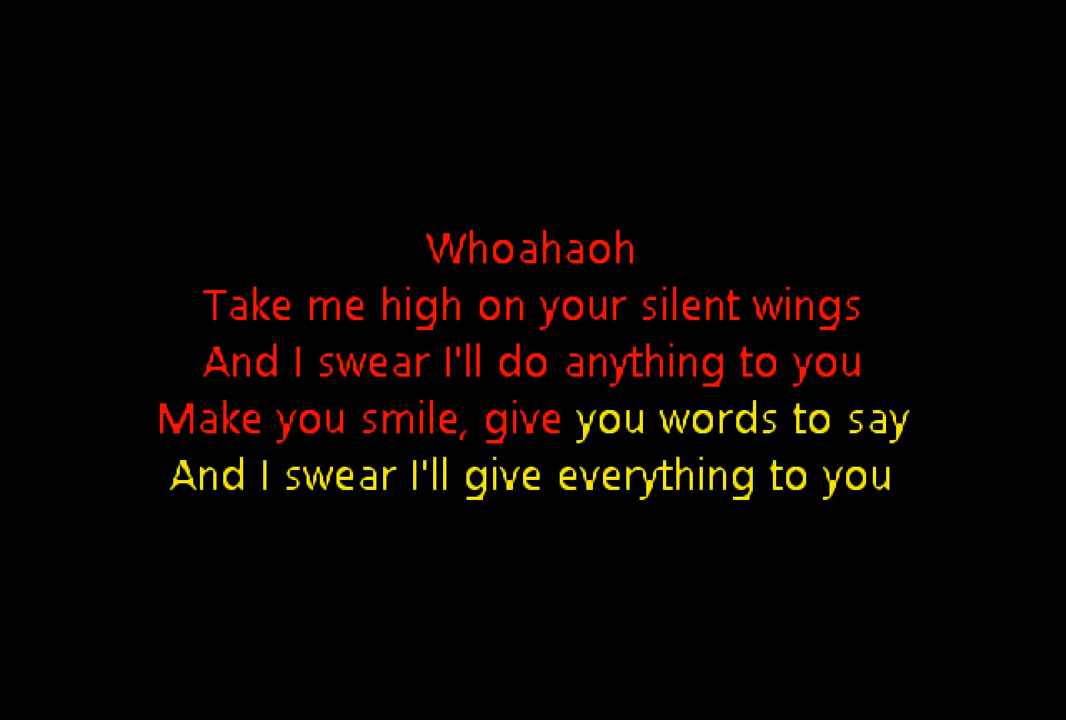 Whoahaoh
Take me high on your silent wings
And I swear I'll do anything to you
Make you smile, give you words to say
And I swear I'll give everything to you